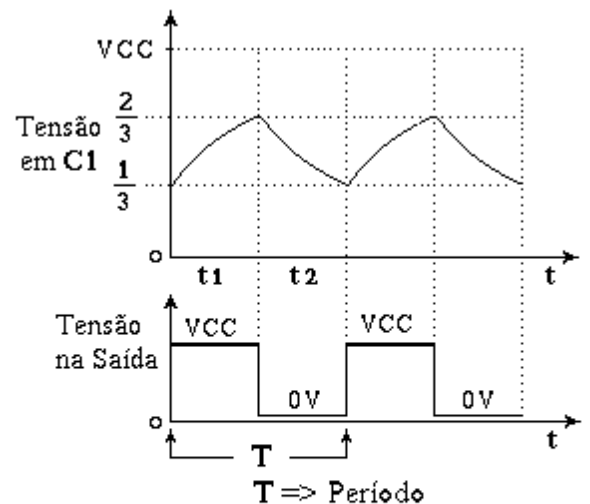 VCC
2
3
Tensão
em C1
1
3
o
t1 t2 t
Tensão
na Saída
VCC VCC
0V 0V
o
t
T
T => Período